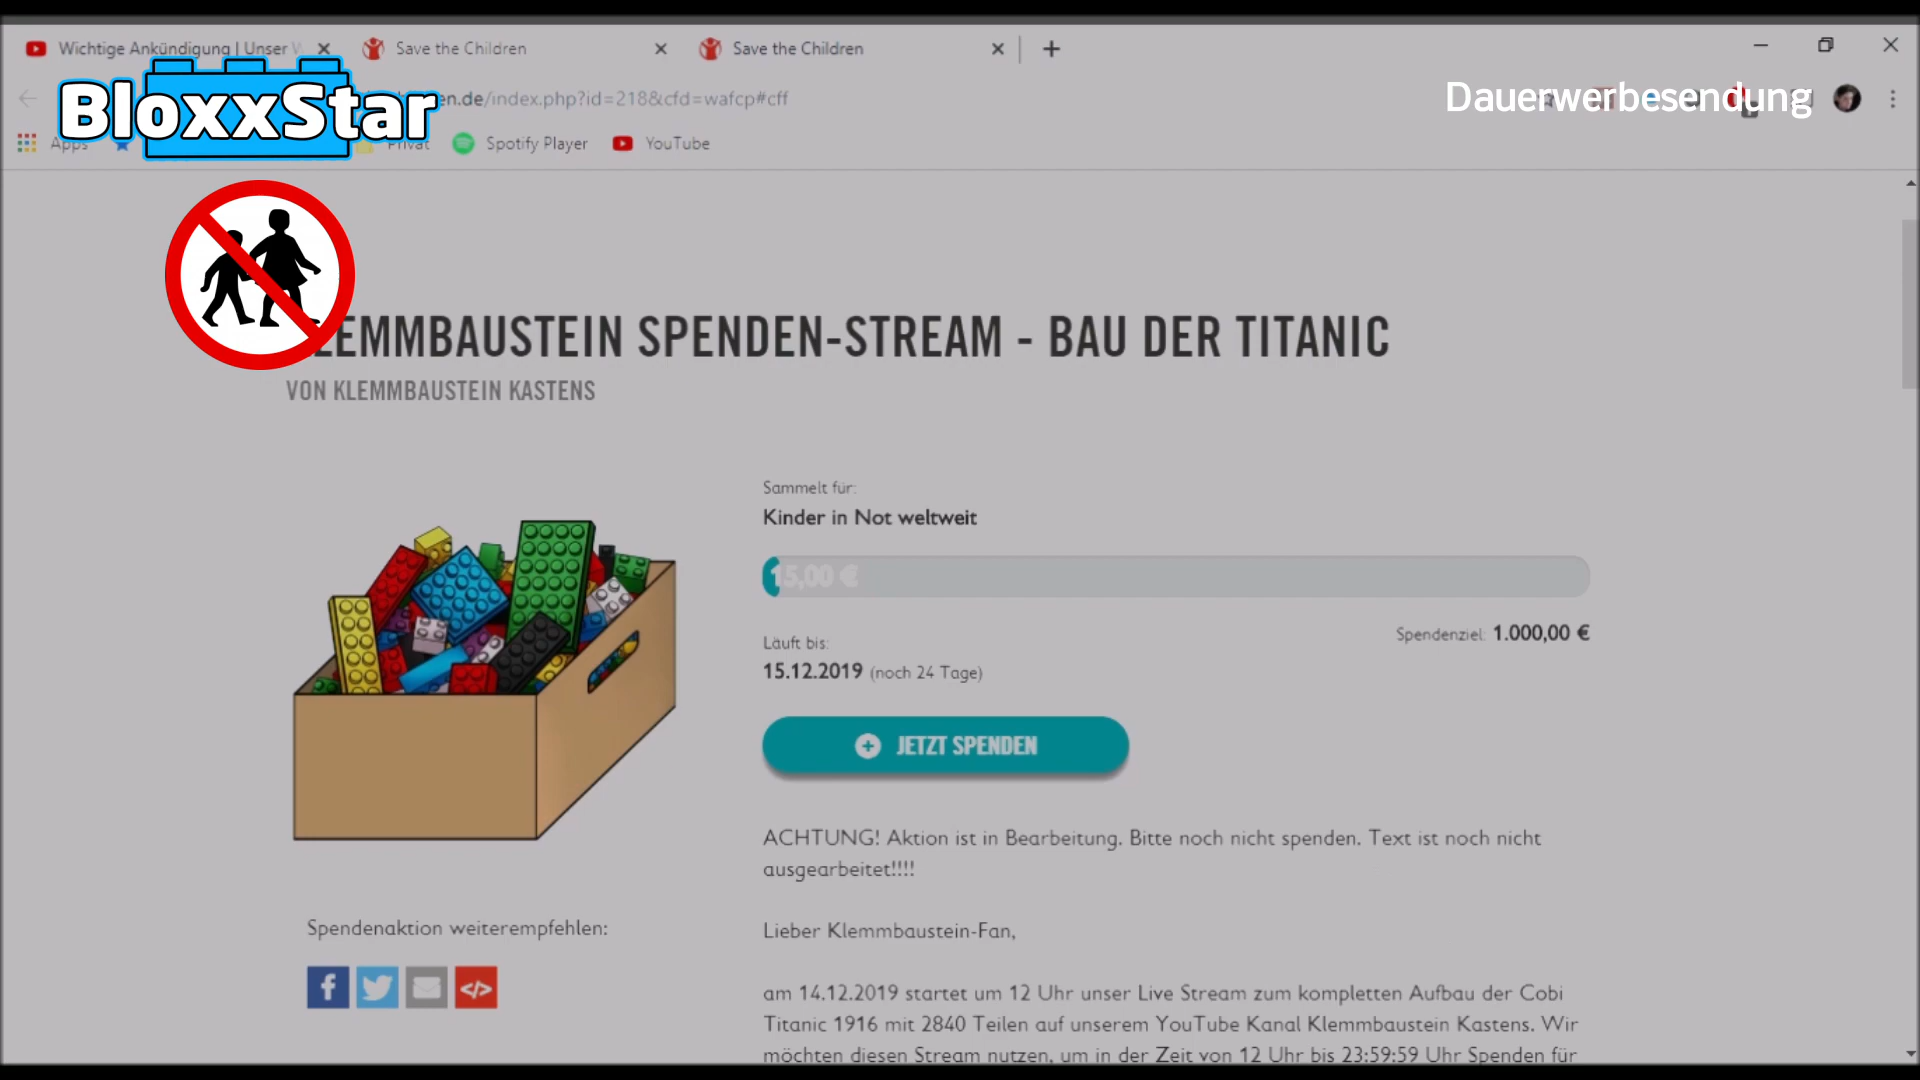 Wichtige Ankündigung | Unser
Save the Children
Save the Children
en.de/index.php?id=218&cfd=wafcp#cff
BloxxStar
Dauerwerbesendung
Apps
Privat
Spotify Player
YouTube
KLEMMBAUSTEIN SPENDEN-STREAM - BAU DER TITANIC
VON KLEMMBAUSTEIN KASTENS
Sammelt für:
Kinder in Not weltweit
15,00 €
Spendenziel: 1.000,00 €
Läuft bis:
15.12.2019 (noch 24 Tage)
JETZT SPENDEN
ACHTUNG! Aktion ist in Bearbeitung. Bitte noch nicht spenden. Text ist noch nicht
ausgearbeitet!!!!
Spendenaktion weiterempfehlen:
Lieber Klemmbaustein-Fan,
am 14.12.2019 startet um 12 Uhr unser Live Stream zum kompletten Aufbau der Cobi
Titanic 1916 mit 2840 Teilen auf unserem YouTube Kanal Klemmbaustein Kastens. Wir
möchten diesen Stream nutzen, um in der Zeit von 12 Uhr bis 23:59:59 Uhr Spenden für